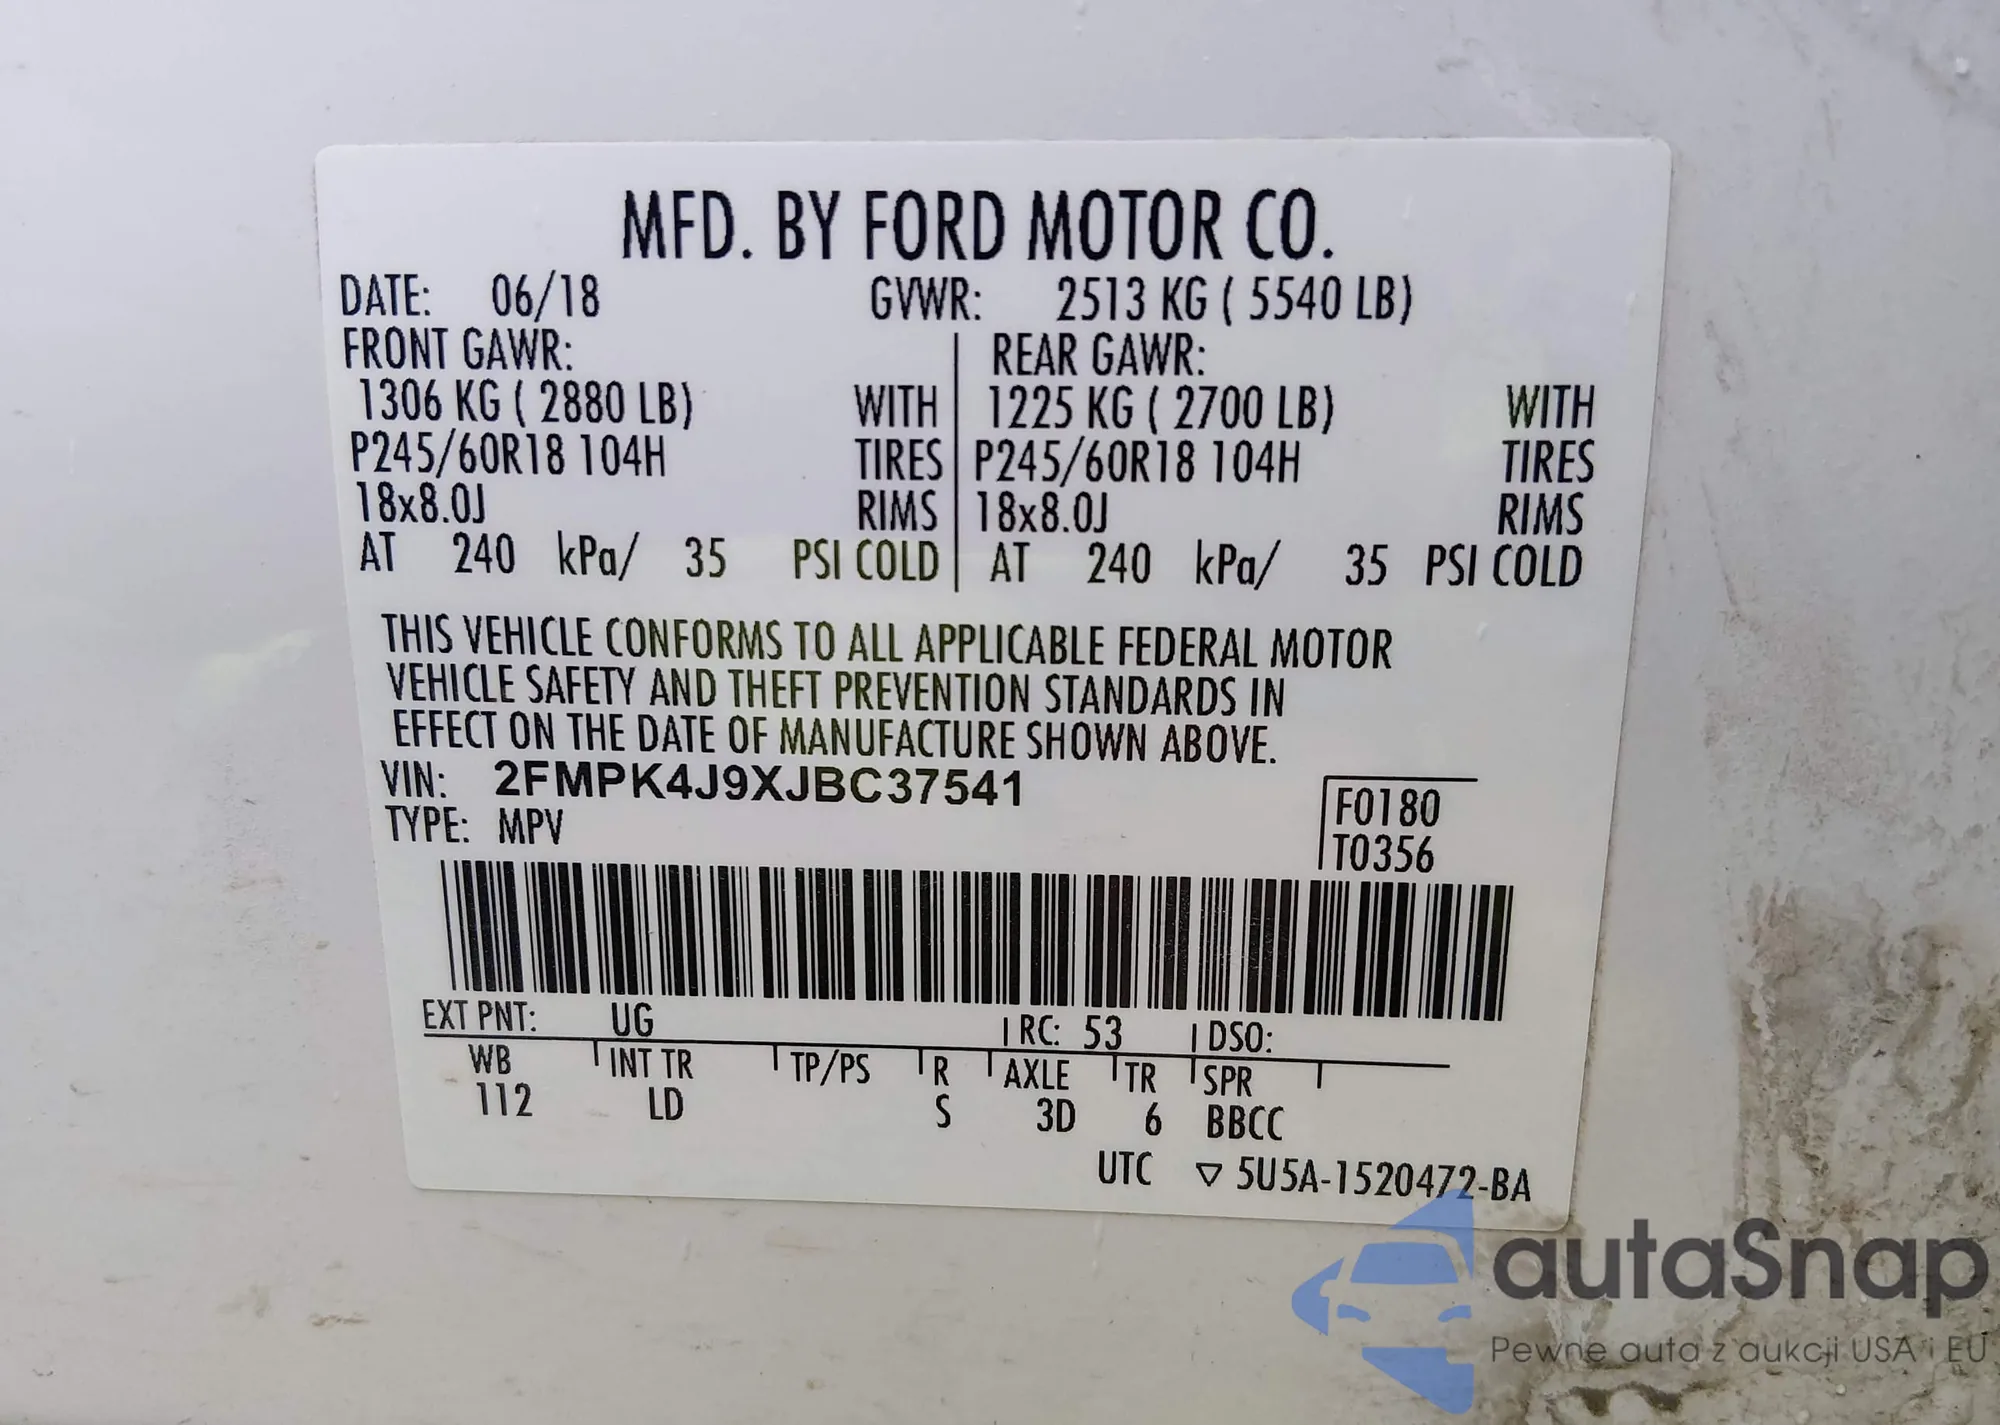 MFD. BY FORD MOTOR CO.
DATE: 06/18 GVWR: 2513 KG ( 5540 LB)
FRONT GAWR: REAR GAWR:
1306 KG ( 2880 LB) WITH 1225 KG ( 2700 LB) WITH
P245/60R18 104H TIRES P245/60R18 104H TIRES
18x8.0J RIMS 18x8.0J RIMS
AT 240 kPa/ 35 PSI COLD AT 240 kPa/ 35 PSI COLD
THIS VEHICLE CONFORMS TO ALL APPLICABLE FEDERAL MOTOR
VEHICLE SAFETY AND THEFT PREVENTION STANDARDS IN
EFFECT ON THE DATE OF MANUFACTURE SHOWN ABOVE.
VIN: 2FMPK4J9XJBC37541
TYPE: MPV
F0180
T0356
EXT PNT: UG RC: 53 DSO:
WB INT TR TP/PS R AXLE TR SPR
112 LD S 3D 6 BBCC
UTC ▽ 5U5A-1520472-BA
autaSnap
Pewne auta z aukcji USA i EU